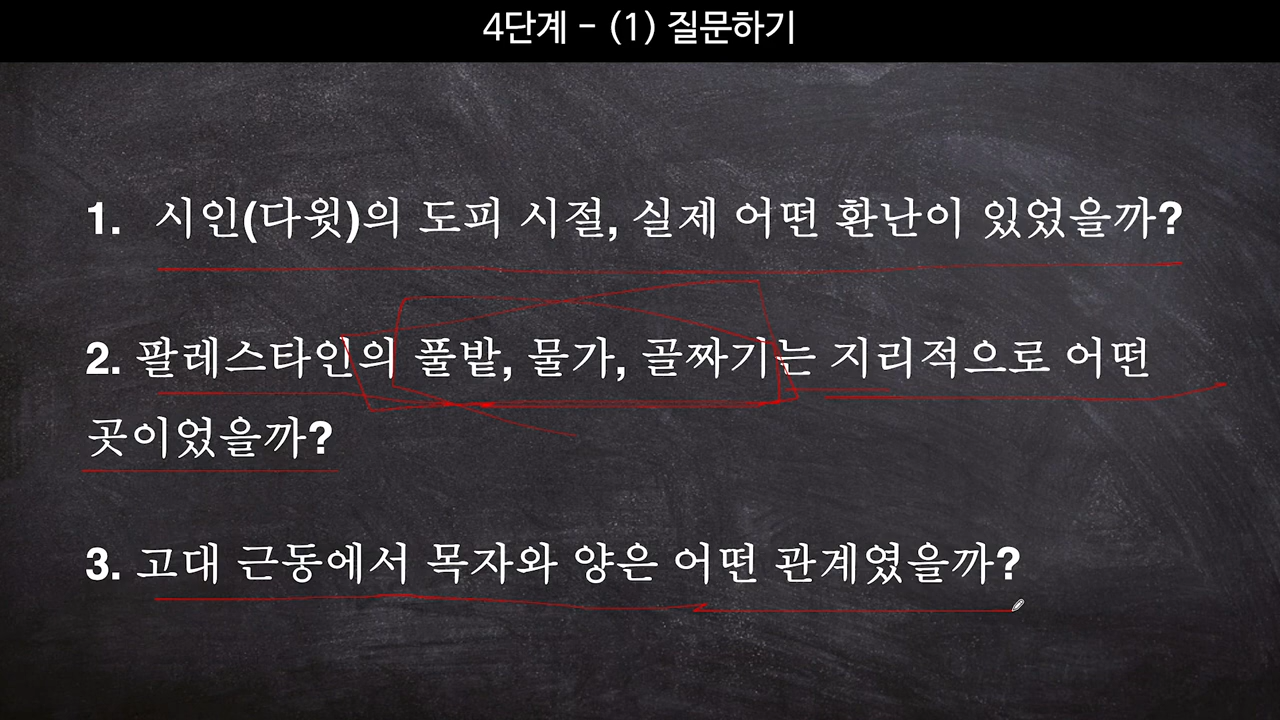 4단계 - (1) 질문하기
1. 시인(다윗)의 도피 시절, 실제 어떤 환난이 있었을까?
2. 팔레스타인의 풀밭, 물가, 골짜기는 지리적으로 어떤
곳이었을까?
3. 고대 근동에서 목자와 양은 어떤 관계였을까?